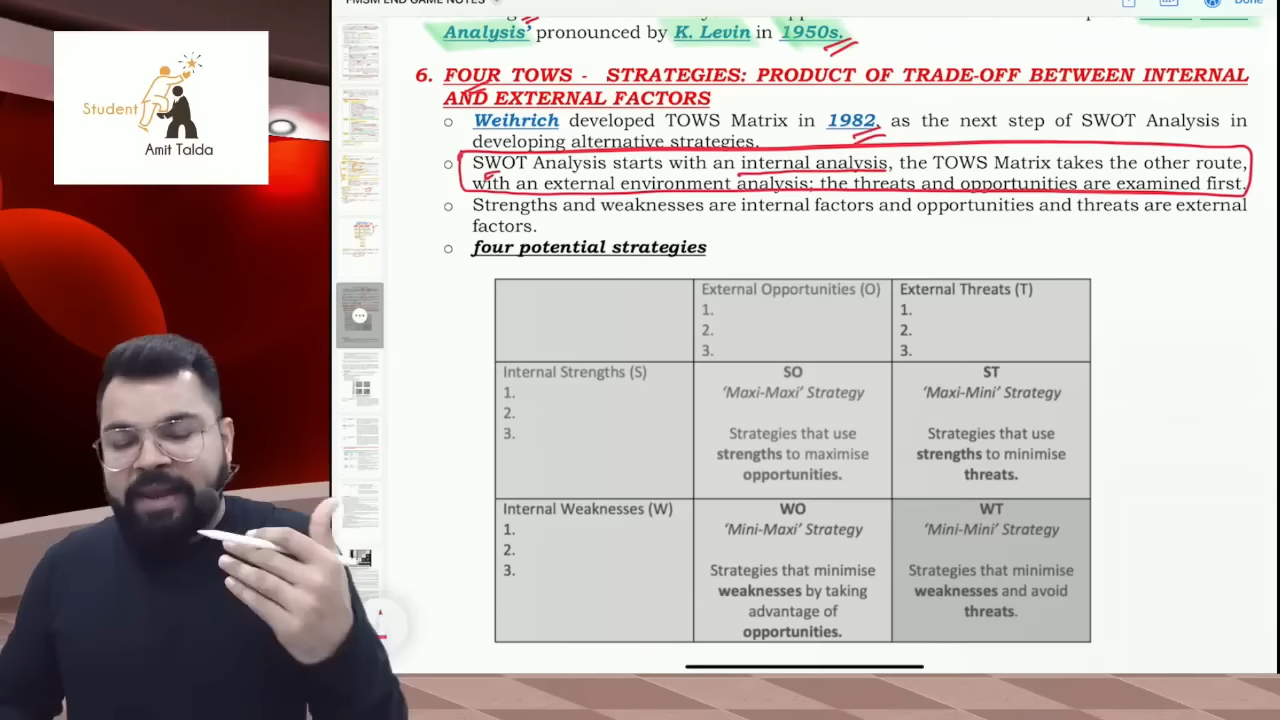 FMSM END GAME NOTES
Done
Analysis' pronounced by K. Levin in 1950s.
6. FOUR TOWS - STRATEGIES: PRODUCT OF TRADE-OFF BETWEEN INTERNAL
AND EXTERNAL FACTORS
o Weihrich developed TOWS Matrix in 1982, as the next step of SWOT Analysis in
developing alternative strategies.
SWOT Analysis starts with an internal analysis, the TOWS Matrix takes the other route,
with an external environment analysis; the threats and opportunities are examined first.
o Strengths and weaknesses are internal factors and opportunities and threats are external
factors.
o four potential strategies
External Opportunities (O)
1.
2.
3.
External Threats (T)
1.
2.
3.
Internal Strengths (S)
1.
2.
3.
SO
'Maxi-Maxi' Strategy
Strategies that use
strengths to maximise
opportunities.
ST
'Maxi-Mini' Strategy
Strategies that use
strengths to minimise
threats.
Internal Weaknesses (W)
1.
2.
3.
WO
'Mini-Maxi' Strategy
Strategies that minimise
weaknesses by taking
advantage of
opportunities.
WT
'Mini-Mini' Strategy
Strategies that minimise
weaknesses and avoid
threats.
Student
Amit Talda